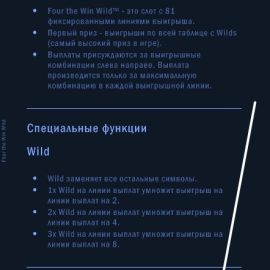 Four the Win Wild™ - это слот с 81
фиксированными линиями выигрыша.
Первый приз - выигрыши по всей таблице с Wilds
(самый высокий приз в игре).
Выплаты присуждаются за выигрышные
комбинации слева направо. Выплата
производится только за максимальную
комбинацию в каждой выигрышной линии.
Специальные функции
Wild
Wild заменяет все остальные символы.
1x Wild на линии выплат умножит выигрыш на
линии выплат на 2.
2x Wild на линии выплат умножит выигрыш на
линии выплат на 4.
3x Wild на линии выплат умножит выигрыш на
линии выплат на 8.
Four the Win Wild